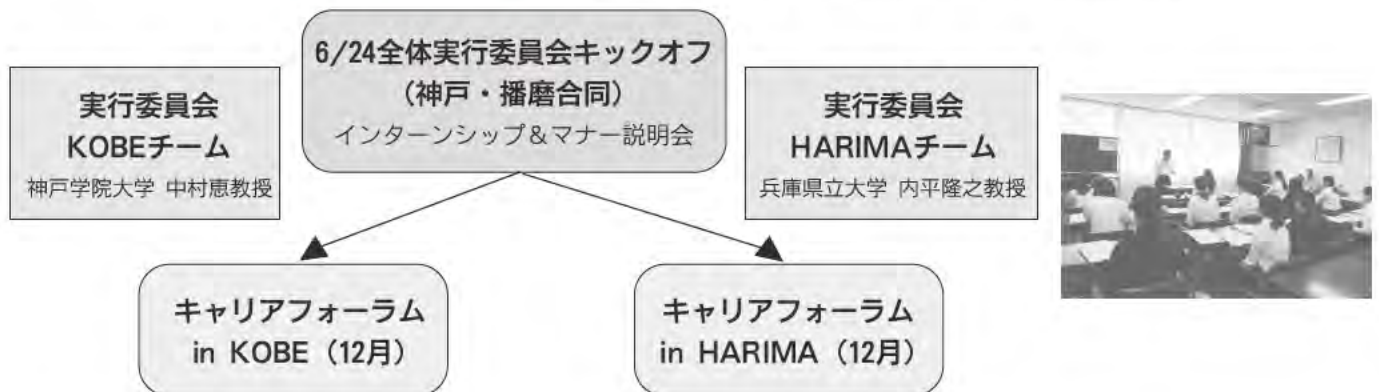 6/24全体実行委員会キックオフ
（神戸・播磨合同）
インターンシップ＆マナー説明会
実行委員会
KOBEチーム
神戸学院大学 中村恵教授
実行委員会
HARIMAチーム
兵庫県立大学 内平隆之教授
キャリアフォーラム
in KOBE（12月）
キャリアフォーラム
in HARIMA（12月）